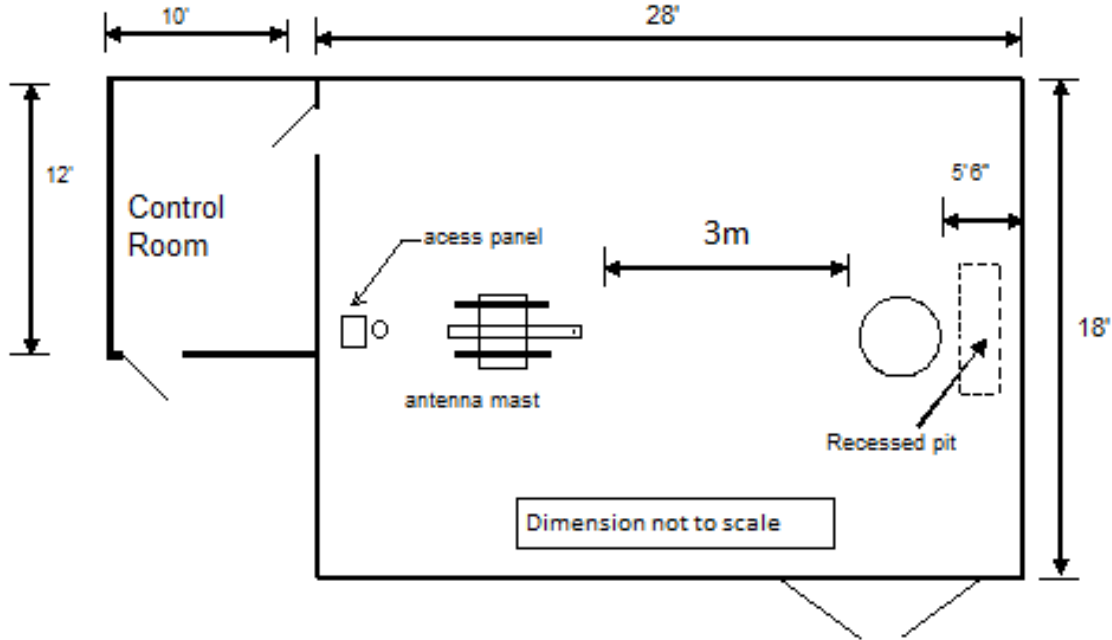 10'
28'
12'
Control
Room
acess panel
3m
5'6"
18'
antenna mast
Recessed pit
Dimension not to scale